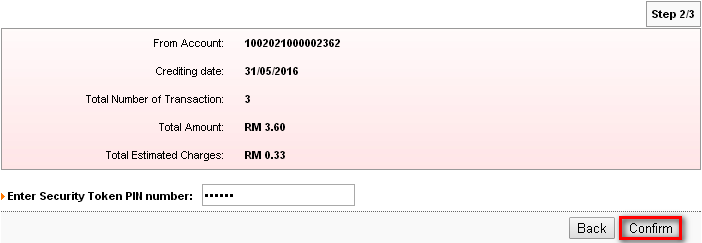 Step 2/3
From Account: 1002021000002362
Crediting date: 31/05/2016
Total Number of Transaction: 3
Total Amount: RM 3.60
Total Estimated Charges: RM 0.33
Enter Security Token PIN number: ••••••
Back Confirm